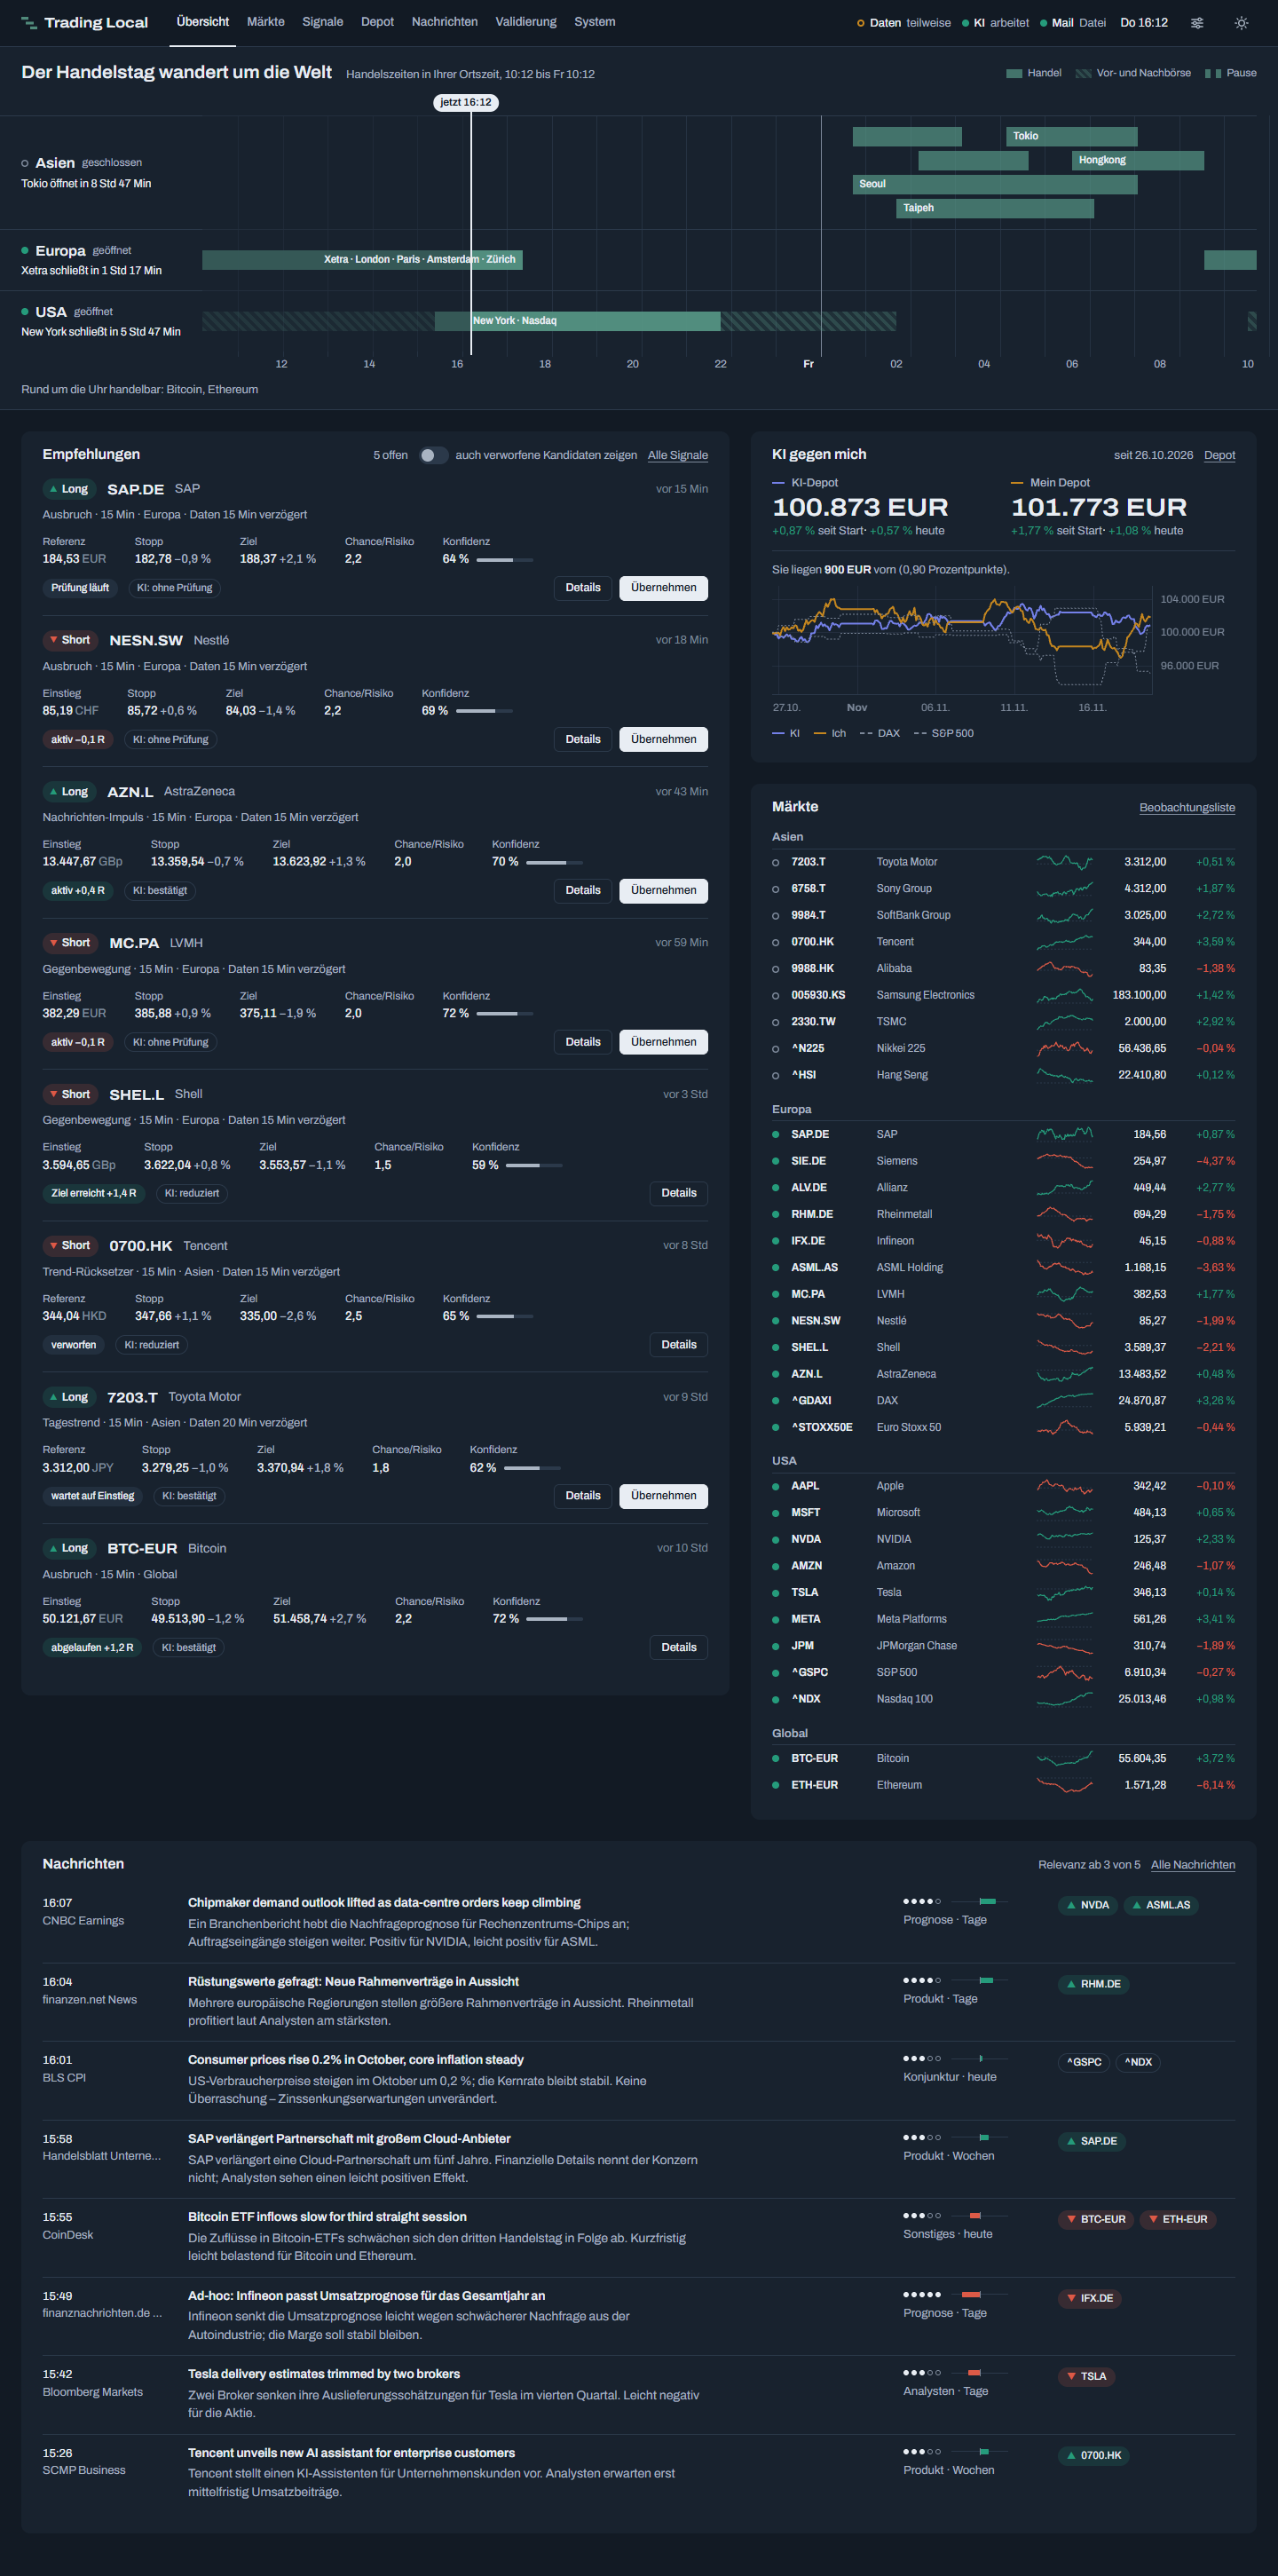 Trading Local Übersicht Märkte Signale Depot Nachrichten Validierung System Daten teilweise KI arbeitet Mail Datei Do 16:12
Der Handelstag wandert um die Welt Handelszeiten in Ihrer Ortszeit, 10:12 bis Fr 10:12 Handel Vor- und Nachbörse Pause
jetzt 16:12
Asien geschlossen
Tokio öffnet in 8 Std 47 Min
Tokio
Hongkong
Seoul
Taipeh
Europa geöffnet
Xetra schließt in 1 Std 17 Min
Xetra · London · Paris · Amsterdam · Zürich
USA geöffnet
New York schließt in 5 Std 47 Min
New York · Nasdaq
12 14 16 18 20 22 Fr 02 04 06 08 10
Rund um die Uhr handelbar: Bitcoin, Ethereum
Empfehlungen 5 offen auch verworfene Kandidaten zeigen Alle Signale
Long SAP.DE SAP vor 15 Min
Ausbruch · 15 Min · Europa · Daten 15 Min verzögert
Referenz Stopp Ziel Chance/Risiko Konfidenz
184,53 EUR 182,78 −0,9 % 188,37 +2,1 % 2,2 64 %
Prüfung läuft KI: ohne Prüfung Details Übernehmen
Short NESN.SW Nestlé vor 18 Min
Ausbruch · 15 Min · Europa · Daten 15 Min verzögert
Einstieg Stopp Ziel Chance/Risiko Konfidenz
85,19 CHF 85,72 +0,6 % 84,03 −1,4 % 2,2 69 %
aktiv −0,1 R KI: ohne Prüfung Details Übernehmen
Long AZN.L AstraZeneca vor 43 Min
Nachrichten-Impuls · 15 Min · Europa · Daten 15 Min verzögert
Einstieg Stopp Ziel Chance/Risiko Konfidenz
13.447,67 GBp 13.359,54 −0,7 % 13.623,92 +1,3 % 2,0 70 %
aktiv +0,4 R KI: bestätigt Details Übernehmen
Short MC.PA LVMH vor 59 Min
Gegenbewegung · 15 Min · Europa · Daten 15 Min verzögert
Einstieg Stopp Ziel Chance/Risiko Konfidenz
382,29 EUR 385,88 +0,9 % 375,11 −1,9 % 2,0 72 %
aktiv −0,1 R KI: ohne Prüfung Details Übernehmen
Short SHEL.L Shell vor 3 Std
Gegenbewegung · 15 Min · Europa · Daten 15 Min verzögert
Einstieg Stopp Ziel Chance/Risiko Konfidenz
3.594,65 GBp 3.622,04 +0,8 % 3.553,57 −1,1 % 1,5 59 %
Ziel erreicht +1,4 R KI: reduziert Details
Short 0700.HK Tencent vor 8 Std
Trend-Rücksetzer · 15 Min · Asien · Daten 15 Min verzögert
Referenz Stopp Ziel Chance/Risiko Konfidenz
344,04 HKD 347,66 +1,1 % 335,00 −2,6 % 2,5 65 %
verworfen KI: reduziert Details
Long 7203.T Toyota Motor vor 9 Std
Tagestrend · 15 Min · Asien · Daten 20 Min verzögert
Referenz Stopp Ziel Chance/Risiko Konfidenz
3.312,00 JPY 3.279,25 −1,0 % 3.370,94 +1,8 % 1,8 62 %
wartet auf Einstieg KI: bestätigt Details Übernehmen
Long BTC-EUR Bitcoin vor 10 Std
Ausbruch · 15 Min · Global
Einstieg Stopp Ziel Chance/Risiko Konfidenz
50.121,67 EUR 49.513,90 −1,2 % 51.458,74 +2,7 % 2,2 72 %
abgelaufen +1,2 R KI: bestätigt Details
KI gegen mich seit 26.10.2026 Depot
KI-Depot Mein Depot
100.873 EUR 101.773 EUR
+0,87 % seit Start· +0,57 % heute +1,77 % seit Start· +1,08 % heute
Sie liegen 900 EUR vorn (0,90 Prozentpunkte).
104.000 EUR
100.000 EUR
96.000 EUR
27.10. Nov 06.11. 11.11. 16.11.
KI Ich DAX S&P 500
Märkte Beobachtungsliste
Asien
7203.T Toyota Motor 3.312,00 +0,51 %
6758.T Sony Group 4.312,00 +1,87 %
9984.T SoftBank Group 3.025,00 +2,72 %
0700.HK Tencent 344,00 +3,59 %
9988.HK Alibaba 83,35 −1,38 %
005930.KS Samsung Electronics 183.100,00 +1,42 %
2330.TW TSMC 2.000,00 +2,92 %
^N225 Nikkei 225 56.436,65 −0,04 %
^HSI Hang Seng 22.410,80 +0,12 %
Europa
SAP.DE SAP 184,56 +0,87 %
SIE.DE Siemens 254,97 −4,37 %
ALV.DE Allianz 449,44 +2,77 %
RHM.DE Rheinmetall 694,29 −1,75 %
IFX.DE Infineon 45,15 −0,88 %
ASML.AS ASML Holding 1.168,15 −3,63 %
MC.PA LVMH 382,53 +1,77 %
NESN.SW Nestlé 85,27 −1,99 %
SHEL.L Shell 3.589,37 −2,21 %
AZN.L AstraZeneca 13.483,52 +0,48 %
^GDAXI DAX 24.870,87 +3,26 %
^STOXX50E Euro Stoxx 50 5.939,21 −0,44 %
USA
AAPL Apple 342,42 −0,10 %
MSFT Microsoft 484,13 +0,65 %
NVDA NVIDIA 125,37 +2,33 %
AMZN Amazon 246,48 −1,07 %
TSLA Tesla 346,13 +0,14 %
META Meta Platforms 561,26 +3,41 %
JPM JPMorgan Chase 310,74 −1,89 %
^GSPC S&P 500 6.910,34 −0,27 %
^NDX Nasdaq 100 25.013,46 +0,98 %
Global
BTC-EUR Bitcoin 55.604,35 +3,72 %
ETH-EUR Ethereum 1.571,28 −6,14 %
Nachrichten Relevanz ab 3 von 5 Alle Nachrichten
16:07 Chipmaker demand outlook lifted as data-centre orders keep climbing NVDA ASML.AS
CNBC Earnings Ein Branchenbericht hebt die Nachfrageprognose für Rechenzentrums-Chips an; Prognose · Tage
Auftragseingänge steigen weiter. Positiv für NVIDIA, leicht positiv für ASML.
16:04 Rüstungswerte gefragt: Neue Rahmenverträge in Aussicht RHM.DE
finanzen.net News Mehrere europäische Regierungen stellen größere Rahmenverträge in Aussicht. Rheinmetall Produkt · Tage
profitiert laut Analysten am stärksten.
16:01 Consumer prices rise 0.2% in October, core inflation steady ^GSPC ^NDX
BLS CPI US-Verbraucherpreise steigen im Oktober um 0,2 %; die Kernrate bleibt stabil. Keine Konjunktur · heute
Überraschung – Zinssenkungserwartungen unverändert.
15:58 SAP verlängert Partnerschaft mit großem Cloud-Anbieter SAP.DE
Handelsblatt Unterne... SAP verlängert eine Cloud-Partnerschaft um fünf Jahre. Finanzielle Details nennt der Konzern Produkt · Wochen
nicht; Analysten sehen einen leicht positiven Effekt.
15:55 Bitcoin ETF inflows slow for third straight session BTC-EUR ETH-EUR
CoinDesk Die Zuflüsse in Bitcoin-ETFs schwächen sich den dritten Handelstag in Folge ab. Kurzfristig Sonstiges · heute
leicht belastend für Bitcoin und Ethereum.
15:49 Ad-hoc: Infineon passt Umsatzprognose für das Gesamtjahr an IFX.DE
finanznachrichten.de ... Infineon senkt die Umsatzprognose leicht wegen schwächerer Nachfrage aus der Prognose · Tage
Autoindustrie; die Marge soll stabil bleiben.
15:42 Tesla delivery estimates trimmed by two brokers TSLA
Bloomberg Markets Zwei Broker senken ihre Auslieferungsschätzungen für Tesla im vierten Quartal. Leicht negativ Analysten · Tage
für die Aktie.
15:26 Tencent unveils new AI assistant for enterprise customers 0700.HK
SCMP Business Tencent stellt einen KI-Assistenten für Unternehmenskunden vor. Analysten erwarten erst Produkt · Wochen
mittelfristig Umsatzbeiträge.